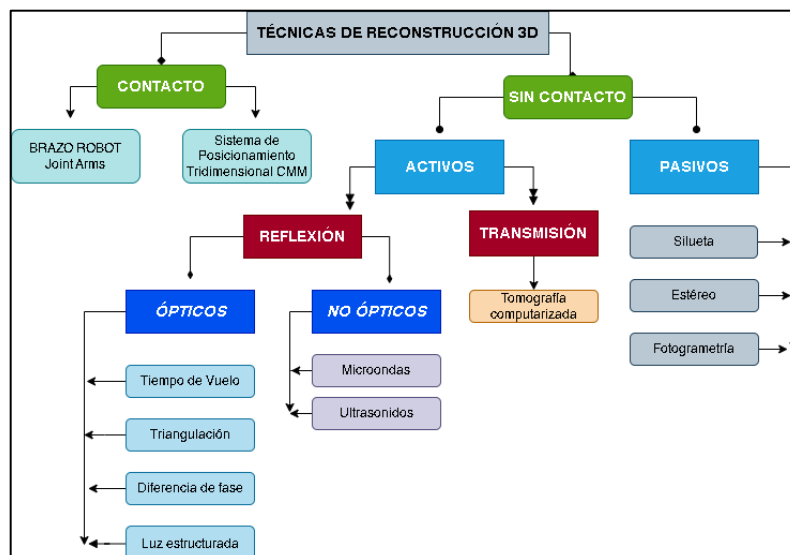 TÉCNICAS DE RECONSTRUCCIÓN 3D
CONTACTO
SIN CONTACTO
BRAZO ROBOT
Joint Arms
Sistema de
Posicionamiento
Tridimensional CMM
ACTIVOS
PASIVOS
REFLEXIÓN
TRANSMISIÓN
Silueta
ÓPTICOS
NO ÓPTICOS
Tomografía
computarizada
Estéreo
Fotogrametría
Tiempo de Vuelo
Microondas
Ultrasonidos
Triangulación
Diferencia de fase
Luz estructurada